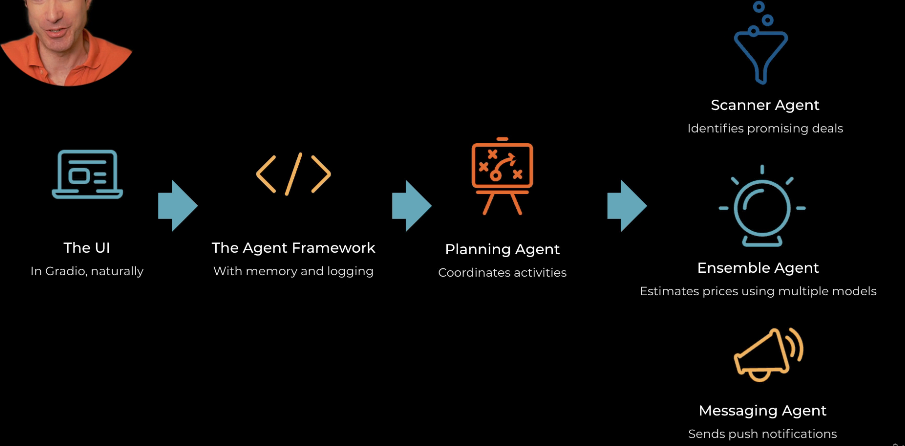 The UI
In Gradio, naturally
The Agent Framework
With memory and logging
Planning Agent
Coordinates activities
Scanner Agent
Identifies promising deals
Ensemble Agent
Estimates prices using multiple models
Messaging Agent
Sends push notifications